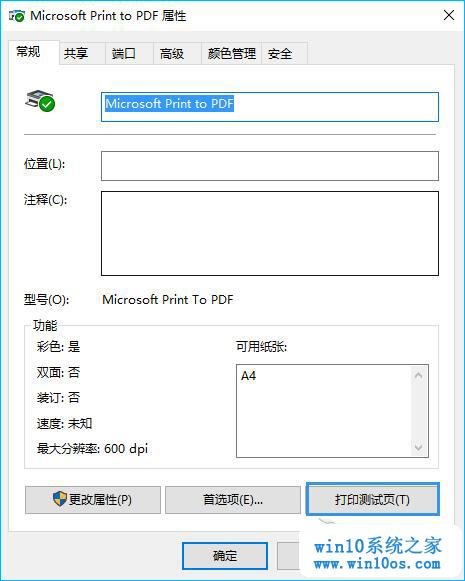 Microsoft Print to PDF 属性
常规 共享 端口 高级 颜色管理 安全
Microsoft Print to PDF
位置(L):
注释(C):
型号(O): Microsoft Print To PDF
功能
彩色: 是 可用纸张:
双面: 否 A4
装订: 否
速度: 未知
最大分辨率: 600 dpi
更改属性(P) 首选项(E)... 打印测试页(T)
确定
win10系统之家
www.win10os.com